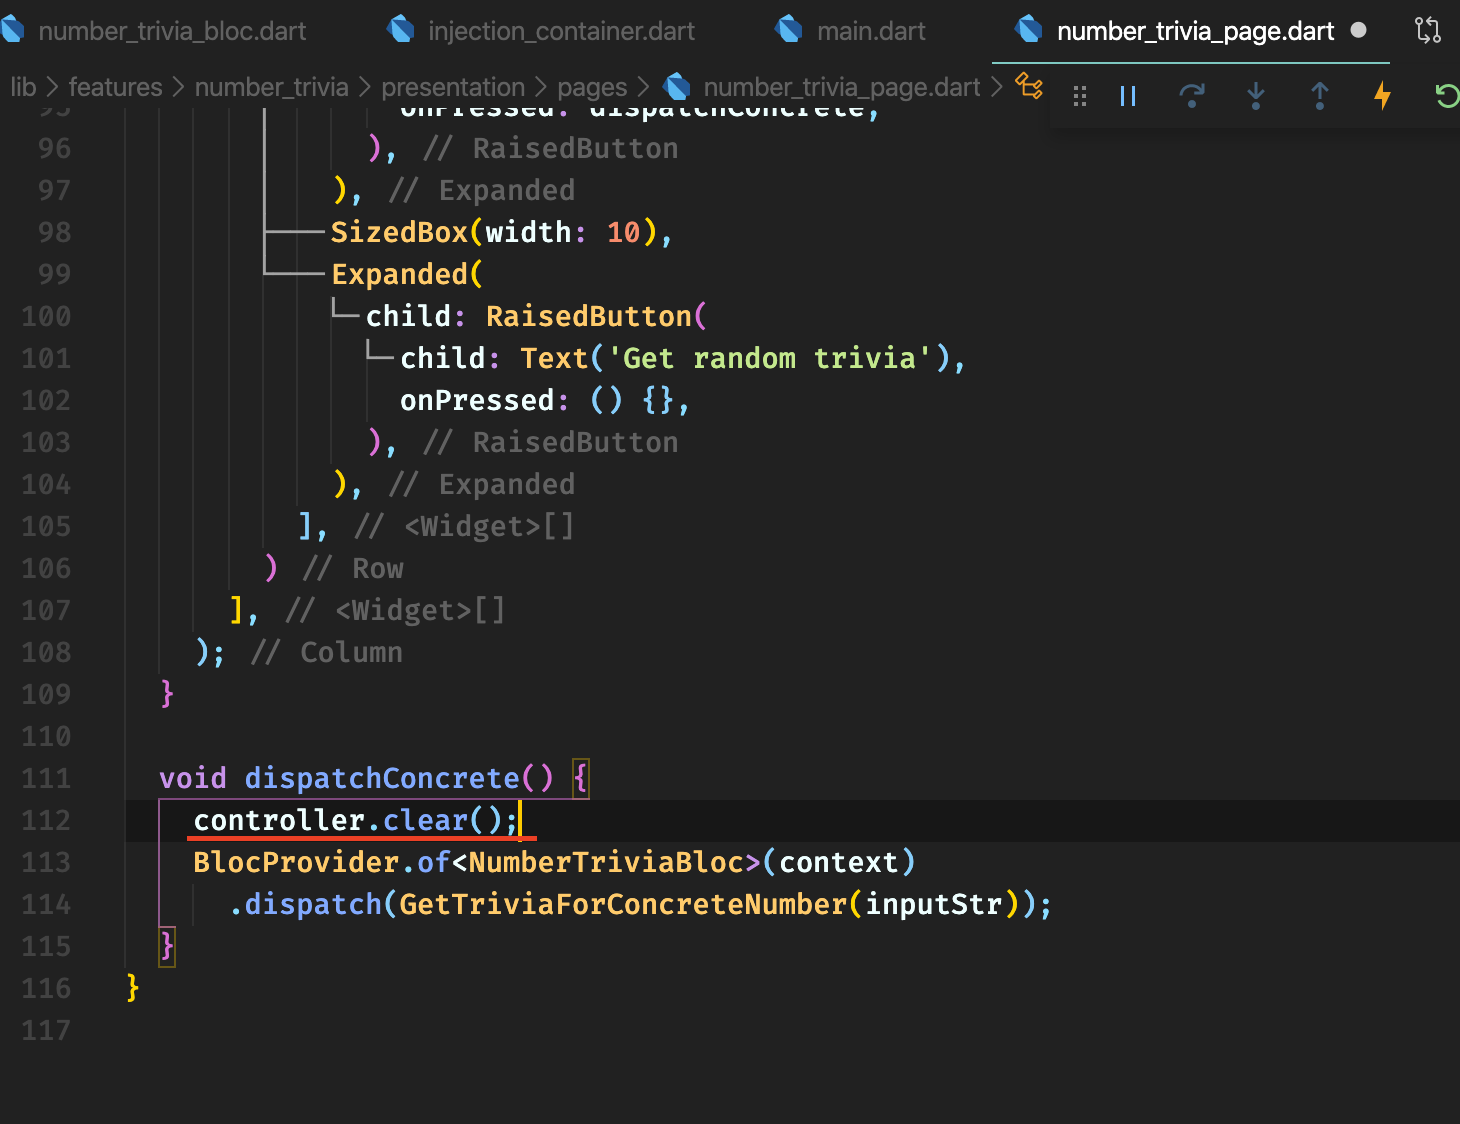 number_trivia_bloc.dart injection_container.dart main.dart number_trivia_page.dart
lib > features > number_trivia > presentation > pages > number_trivia_page.dart >
95 onPressed: dispatchConcrete,
96 ), // RaisedButton
97 ), // Expanded
98 SizedBox(width: 10),
99 Expanded(
100 child: RaisedButton(
101 child: Text('Get random trivia'),
102 onPressed: () {},
103 ), // RaisedButton
104 ), // Expanded
105 ], // <Widget>[]
106 ) // Row
107 ], // <Widget>[]
108 ); // Column
109 }
110
111 void dispatchConcrete() {
112 controller.clear();
113 BlocProvider.of<NumberTriviaBloc>(context)
114 .dispatch(GetTriviaForConcreteNumber(inputStr));
115 }
116 }
117